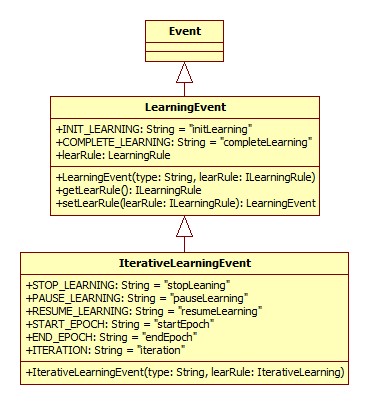 Event
LearningEvent
+INIT_LEARNING: String = "initLearning"
+COMPLETE_LEARNING: String = "completeLearning"
+learRule: LearningRule
+LearningEvent(type: String, learRule: ILearningRule)
+getLearRule(): ILearningRule
+setLearRule(learRule: ILearningRule): LearningEvent
IterativeLearningEvent
+STOP_LEARNING: String = "stopLeaning"
+PAUSE_LEARNING: String = "pauseLearning"
+RESUME_LEARNING: String = "resumeLearning"
+START_EPOCH: String = "startEpoch"
+END_EPOCH: String = "endEpoch"
+ITERATION: String = "iteration"
+IterativeLearningEvent(type: String, learRule: IterativeLearning)